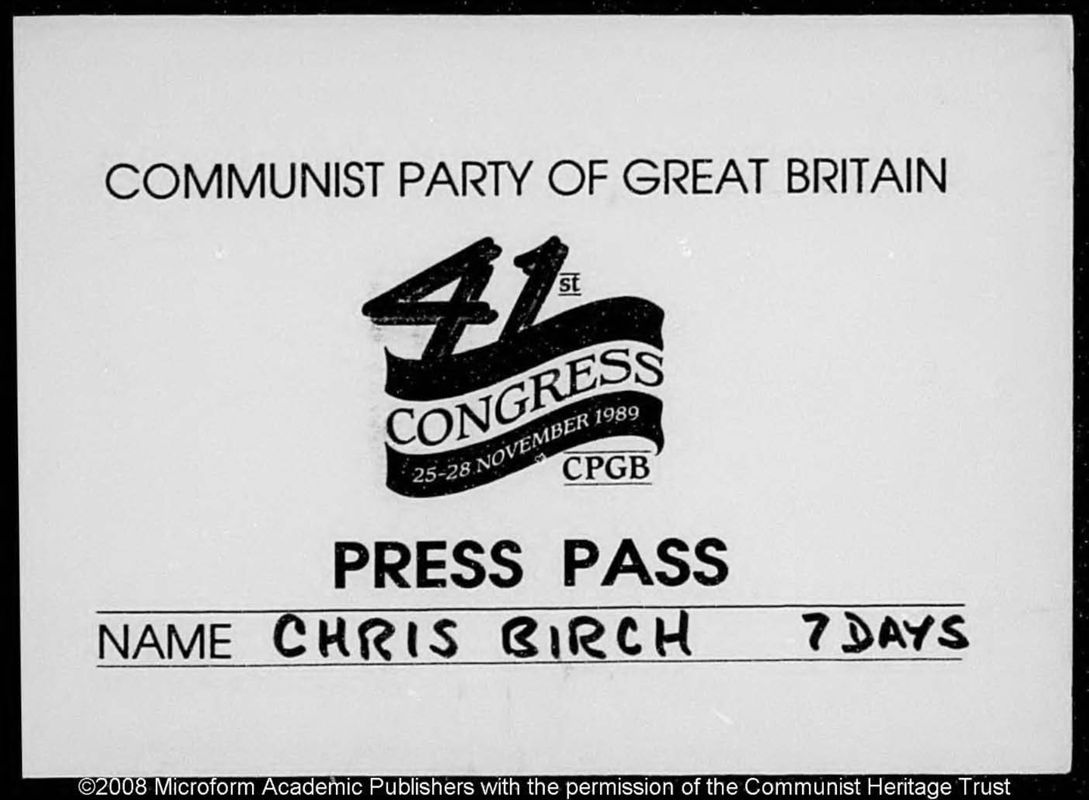 COMMUNIST PARTY OF GREAT BRITAIN
41st
CONGRESS
25-28 NOVEMBER 1989
CPGB
PRESS PASS
NAME CHRIS BIRCH 7 DAYS
©2008 Microform Academic Publishers with the permission of the Communist Heritage Trust